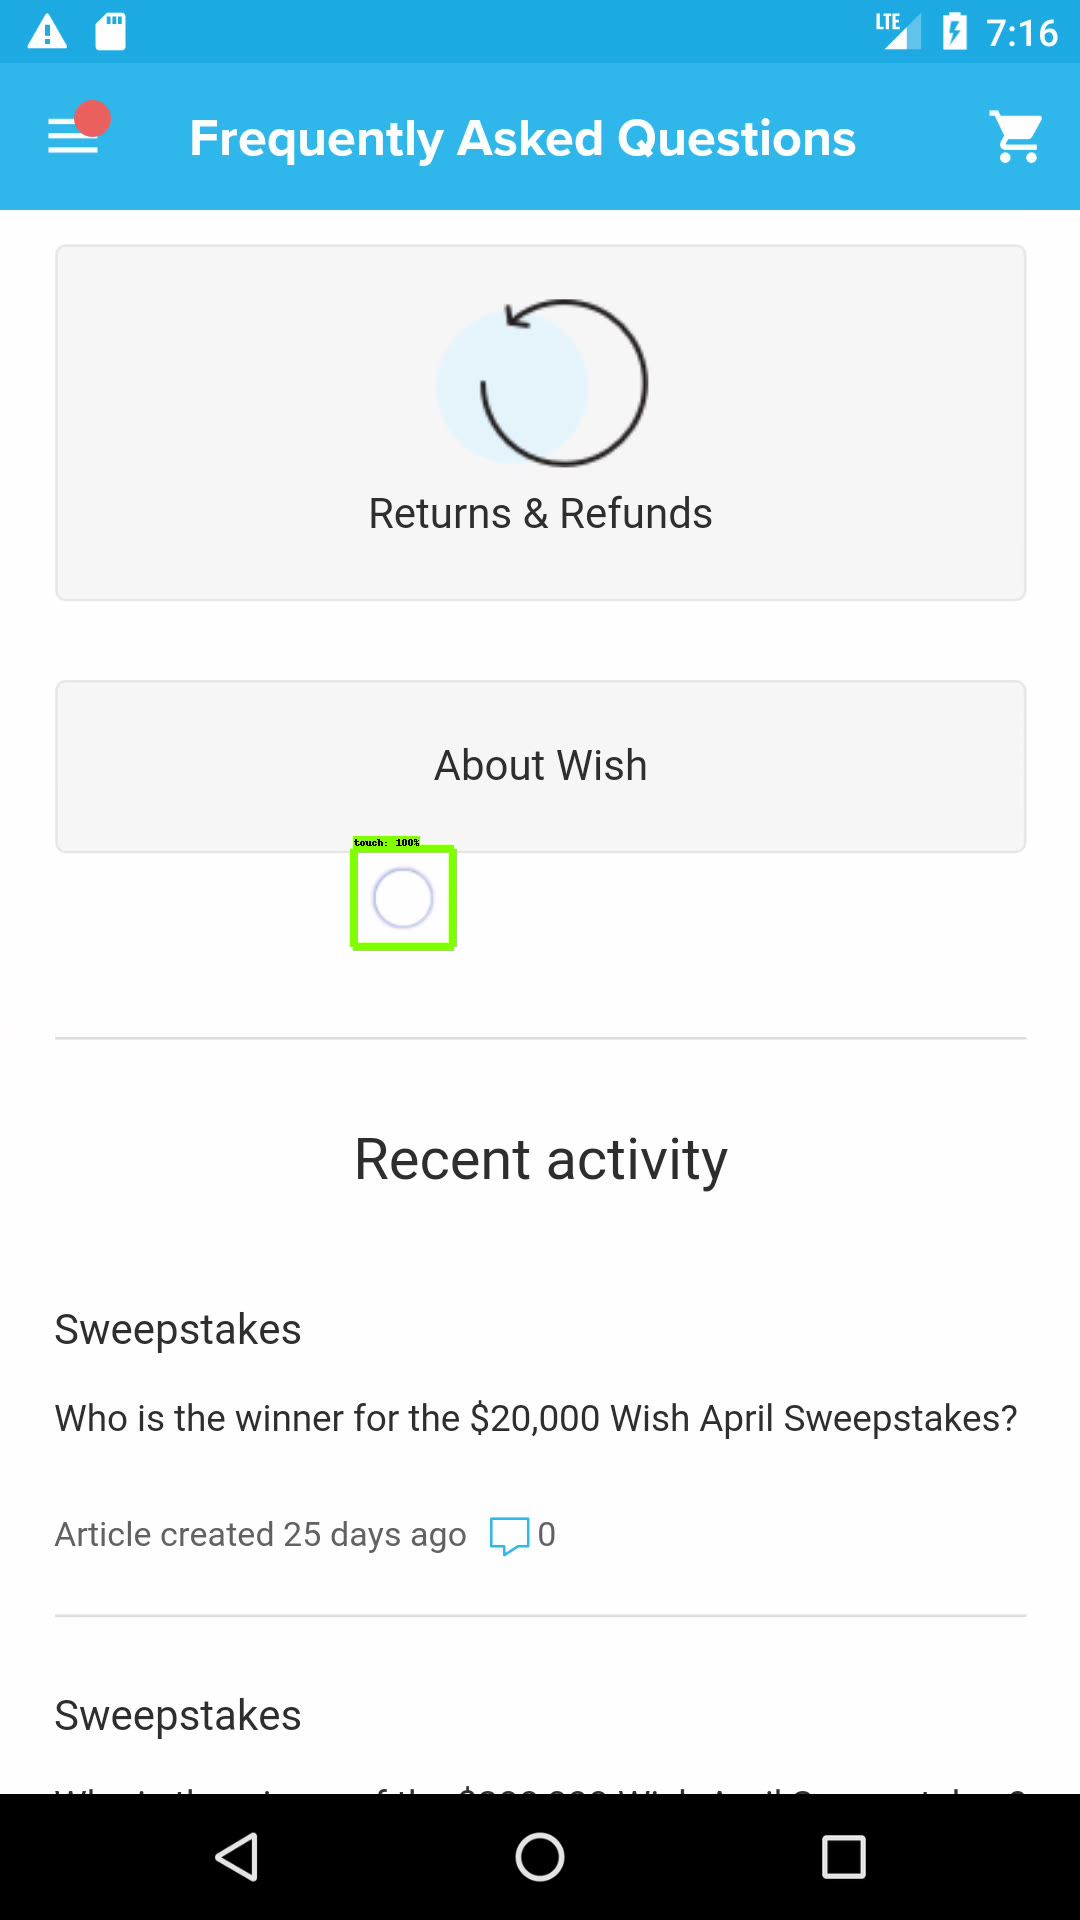 LTE 7:16
Frequently Asked Questions
Returns & Refunds
About Wish
touch: 100%
Recent activity
Sweepstakes
Who is the winner for the $20,000 Wish April Sweepstakes?
Article created 25 days ago 0
Sweepstakes